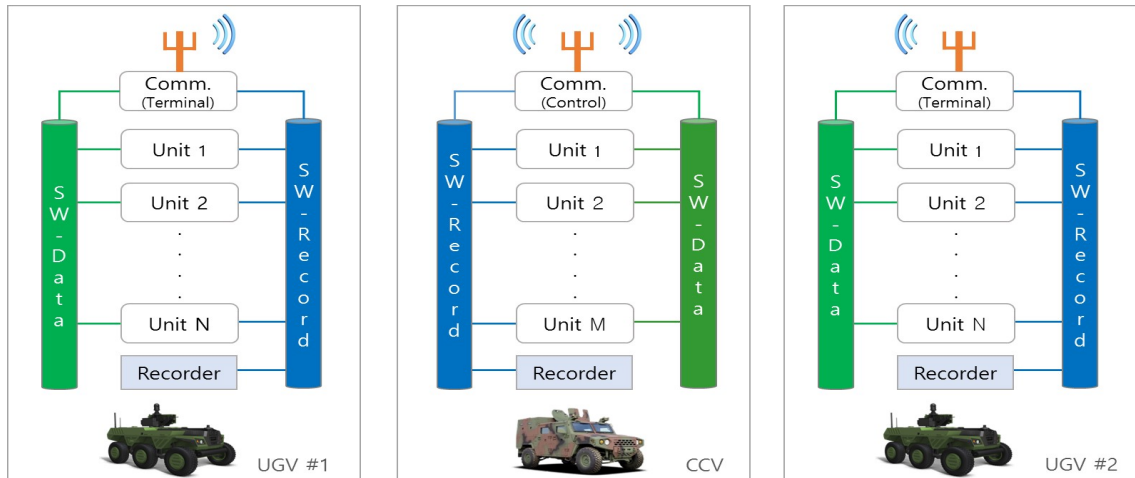 Comm.
(Terminal)
SW-Data
SW-Record
Unit 1
Unit 2
Unit N
Recorder
UGV #1
Comm.
(Control)
SW-Record
SW-Data
Unit 1
Unit 2
Unit M
Recorder
CCV
Comm.
(Terminal)
SW-Data
SW-Record
Unit 1
Unit 2
Unit N
Recorder
UGV #2